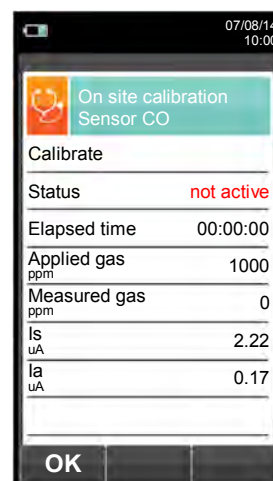 07/08/14
10:00
On site calibration
Sensor CO
Calibrate
Status not active
Elapsed time 00:00:00
Applied gas 1000
ppm
Measured gas 0
ppm
Is 2.22
uA
Ia 0.17
uA
OK